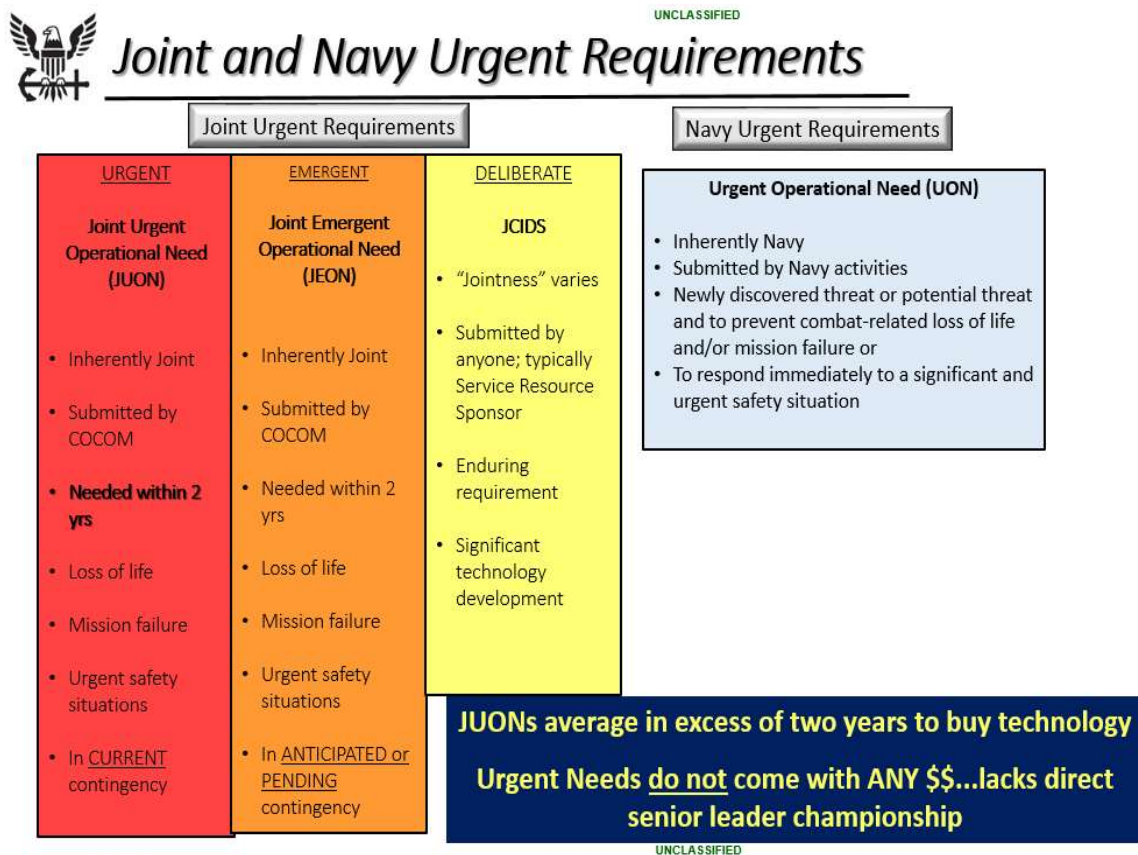 UNCLASSIFIED
Joint and Navy Urgent Requirements
Joint Urgent Requirements
URGENT
Joint Urgent
Operational Need
(JUON)
• Inherently Joint
• Submitted by
COCOM
• Needed within 2
yrs
• Loss of life
• Mission failure
• Urgent safety
situations
• In CURRENT
contingency
EMERGENT
Joint Emergent
Operational Need
(JEON)
• Inherently Joint
• Submitted by
COCOM
• Needed within 2
yrs
• Loss of life
• Mission failure
• Urgent safety
situations
• In ANTICIPATED or
PENDING
contingency
DELIBERATE
JCIDS
• “Jointness” varies
• Submitted by
anyone; typically
Service Resource
Sponsor
• Enduring
requirement
• Significant
technology
development
Navy Urgent Requirements
Urgent Operational Need (UON)
• Inherently Navy
• Submitted by Navy activities
• Newly discovered threat or potential threat
and to prevent combat-related loss of life
and/or mission failure or
• To respond immediately to a significant and
urgent safety situation
JUONs average in excess of two years to buy technology
Urgent Needs do not come with ANY $$...lacks direct
senior leader championship
UNCLASSIFIED